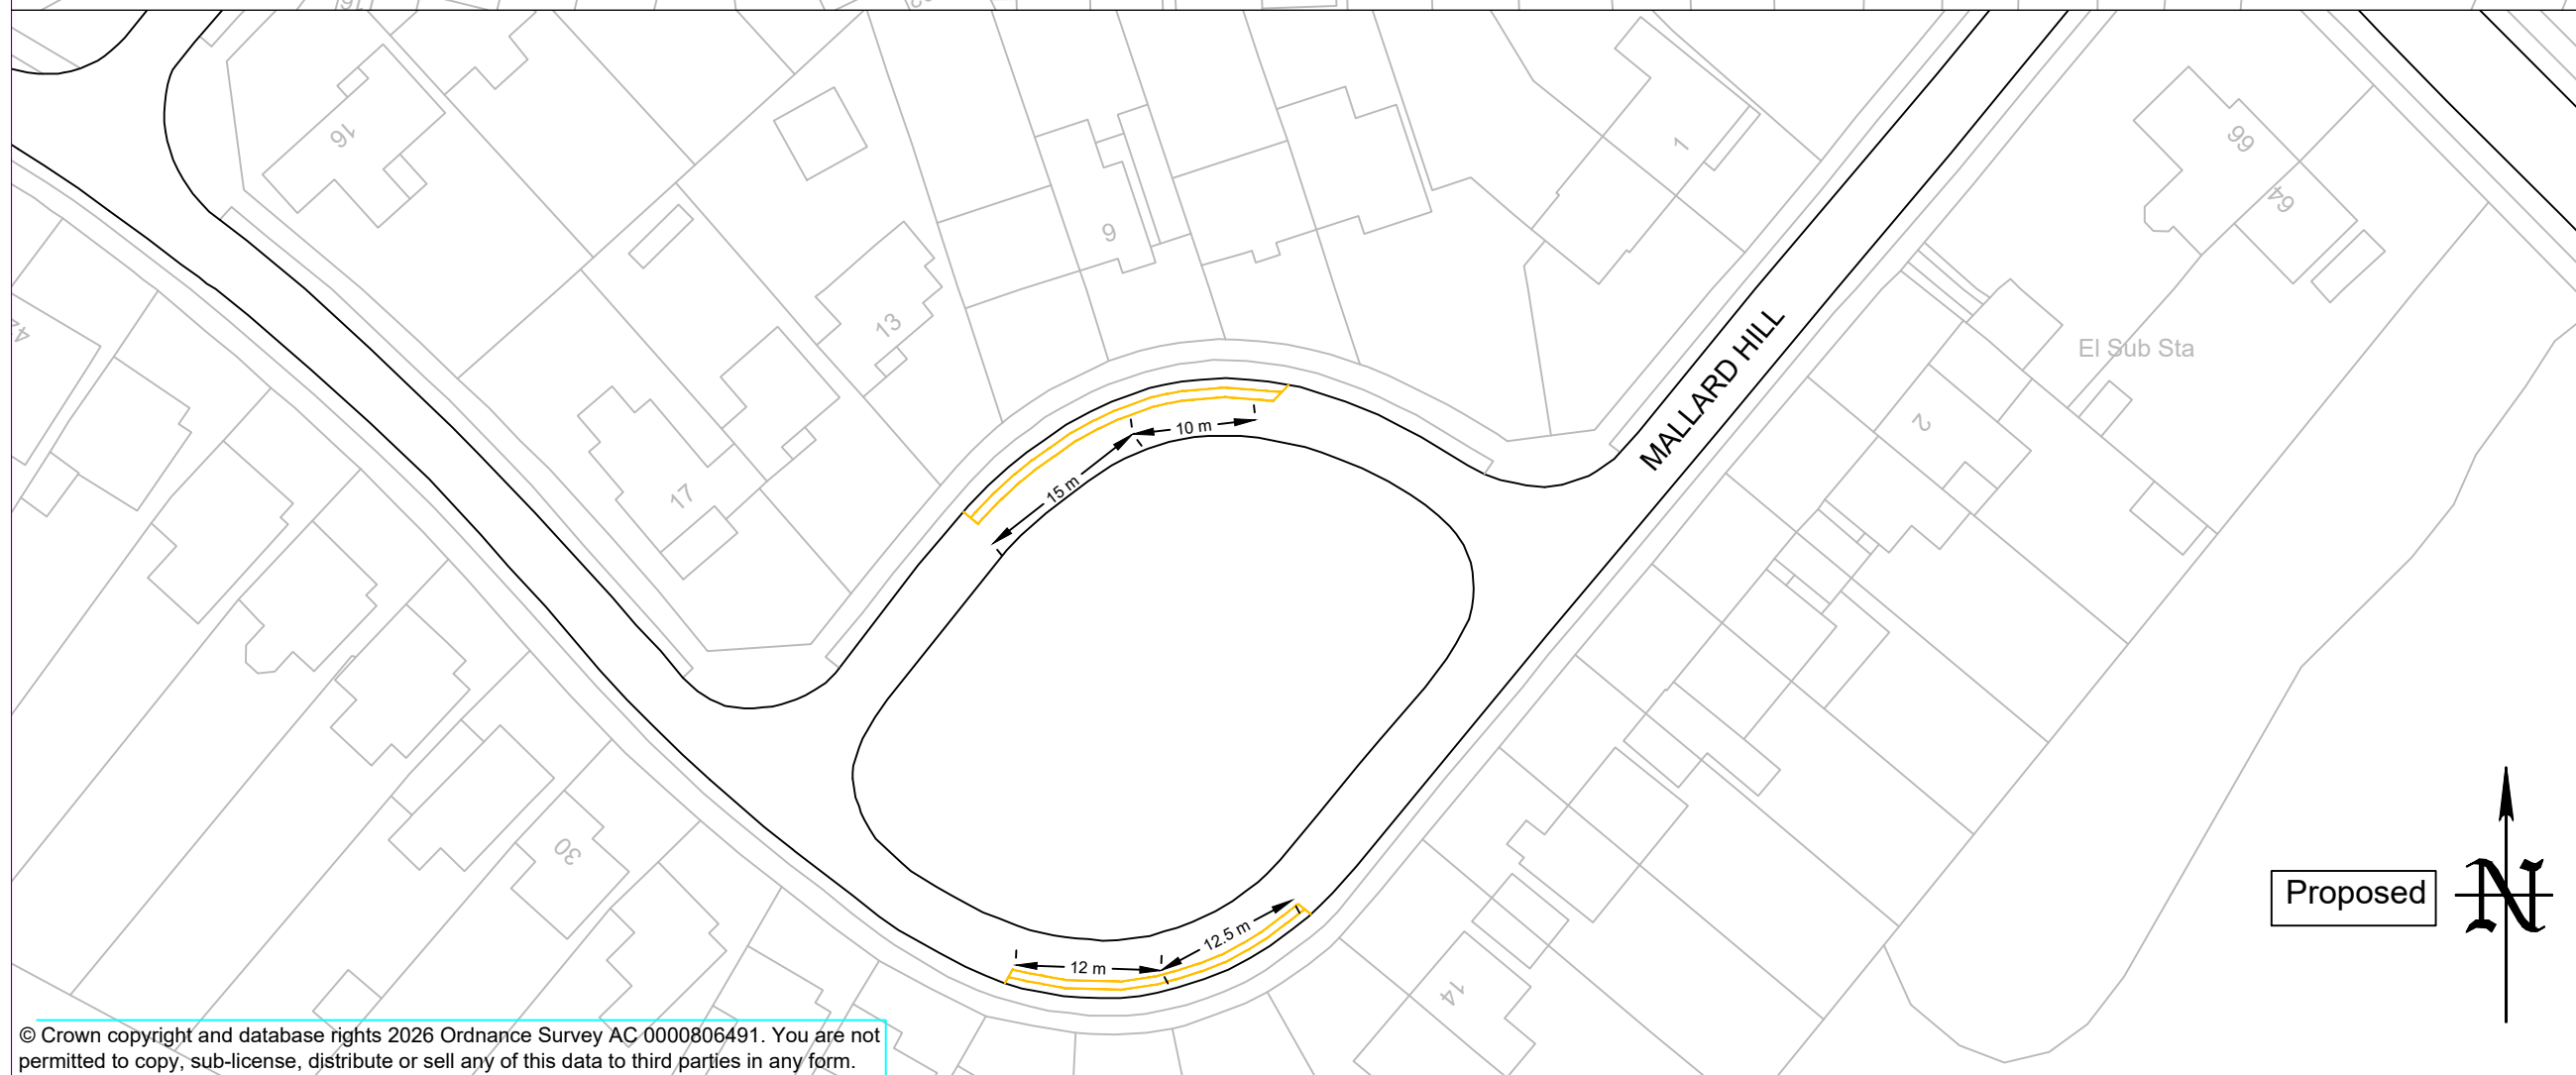 16
1
66
64
9
13
El Sub Sta
MALLARD HILL
42
2
10 m
15 m
17
30
Proposed
N
12.5 m
12 m
14
© Crown copyright and database rights 2026 Ordnance Survey AC 0000806491. You are not
permitted to copy, sub-license, distribute or sell any of this data to third parties in any form.